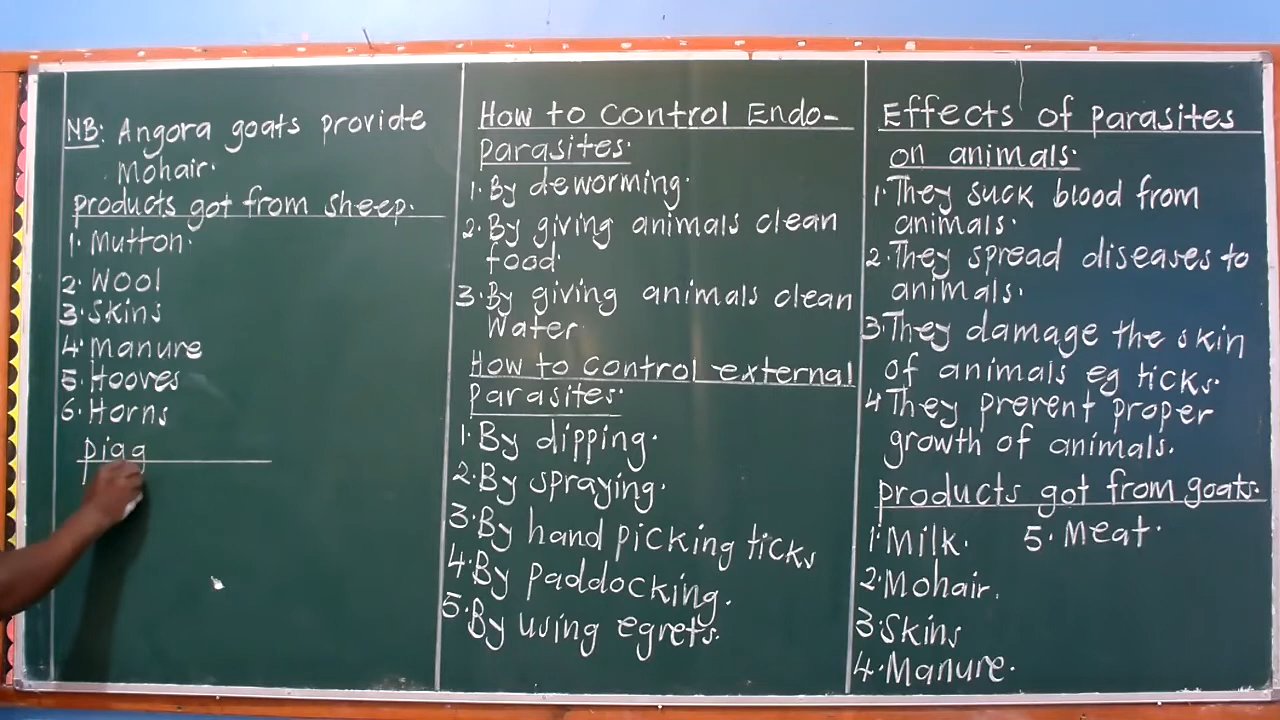 NB: Angora goats provide
Mohair.
products got from sheep.
1. Mutton.
2. Wool
3. Skins
4. Manure
5. Hooves
6. Horns
pigg
How to Control Endo-
parasites.
1. By deworming.
2. By giving animals clean
food.
3. By giving animals clean
Water.
How to Control external
parasites.
1. By dipping.
2. By spraying.
3. By hand picking ticks
4. By paddocking.
5. By using egrets.
Effects of parasites
on animals.
1. They suck blood from
animals.
2. They spread diseases to
animals.
3. They damage the skin
of animals eg ticks.
4. They prevent proper
growth of animals.
products got from goats.
1. Milk. 5. Meat.
2. Mohair.
3. Skins
4. Manure.